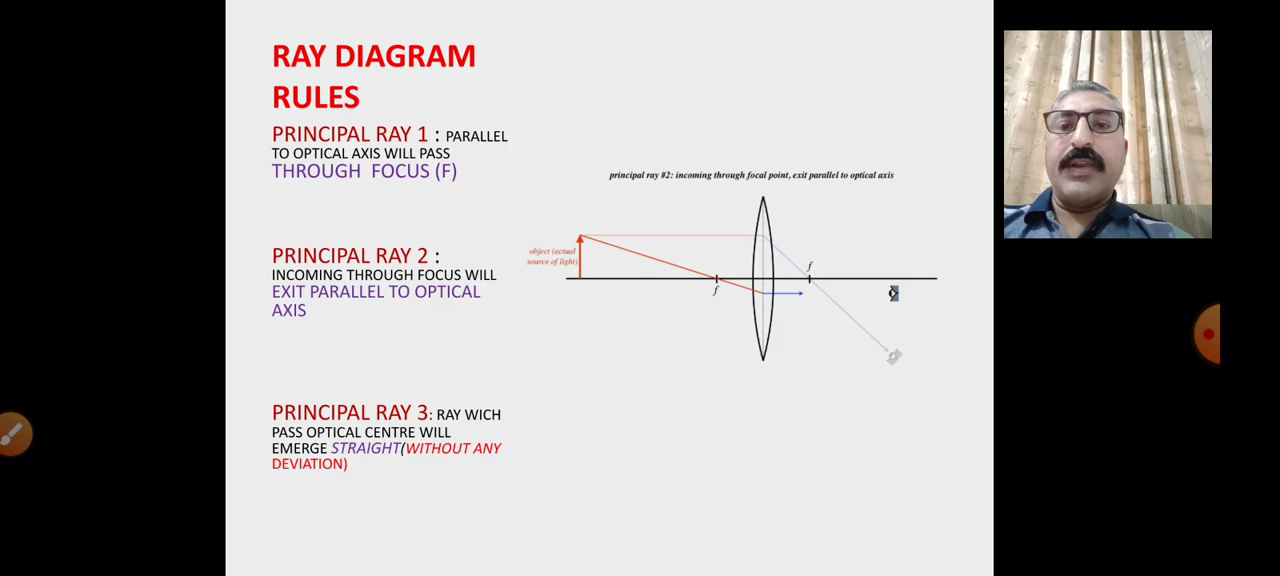 RAY DIAGRAM
RULES
PRINCIPAL RAY 1 : PARALLEL
TO OPTICAL AXIS WILL PASS
THROUGH FOCUS (F)
PRINCIPAL RAY 2 :
INCOMING THROUGH FOCUS WILL
EXIT PARALLEL TO OPTICAL
AXIS
PRINCIPAL RAY 3: RAY WICH
PASS OPTICAL CENTRE WILL
EMERGE STRAIGHT(WITHOUT ANY
DEVIATION)
principal ray #2: incoming through focal point, exit parallel to optical axis
object (actual
source of light)
f
f